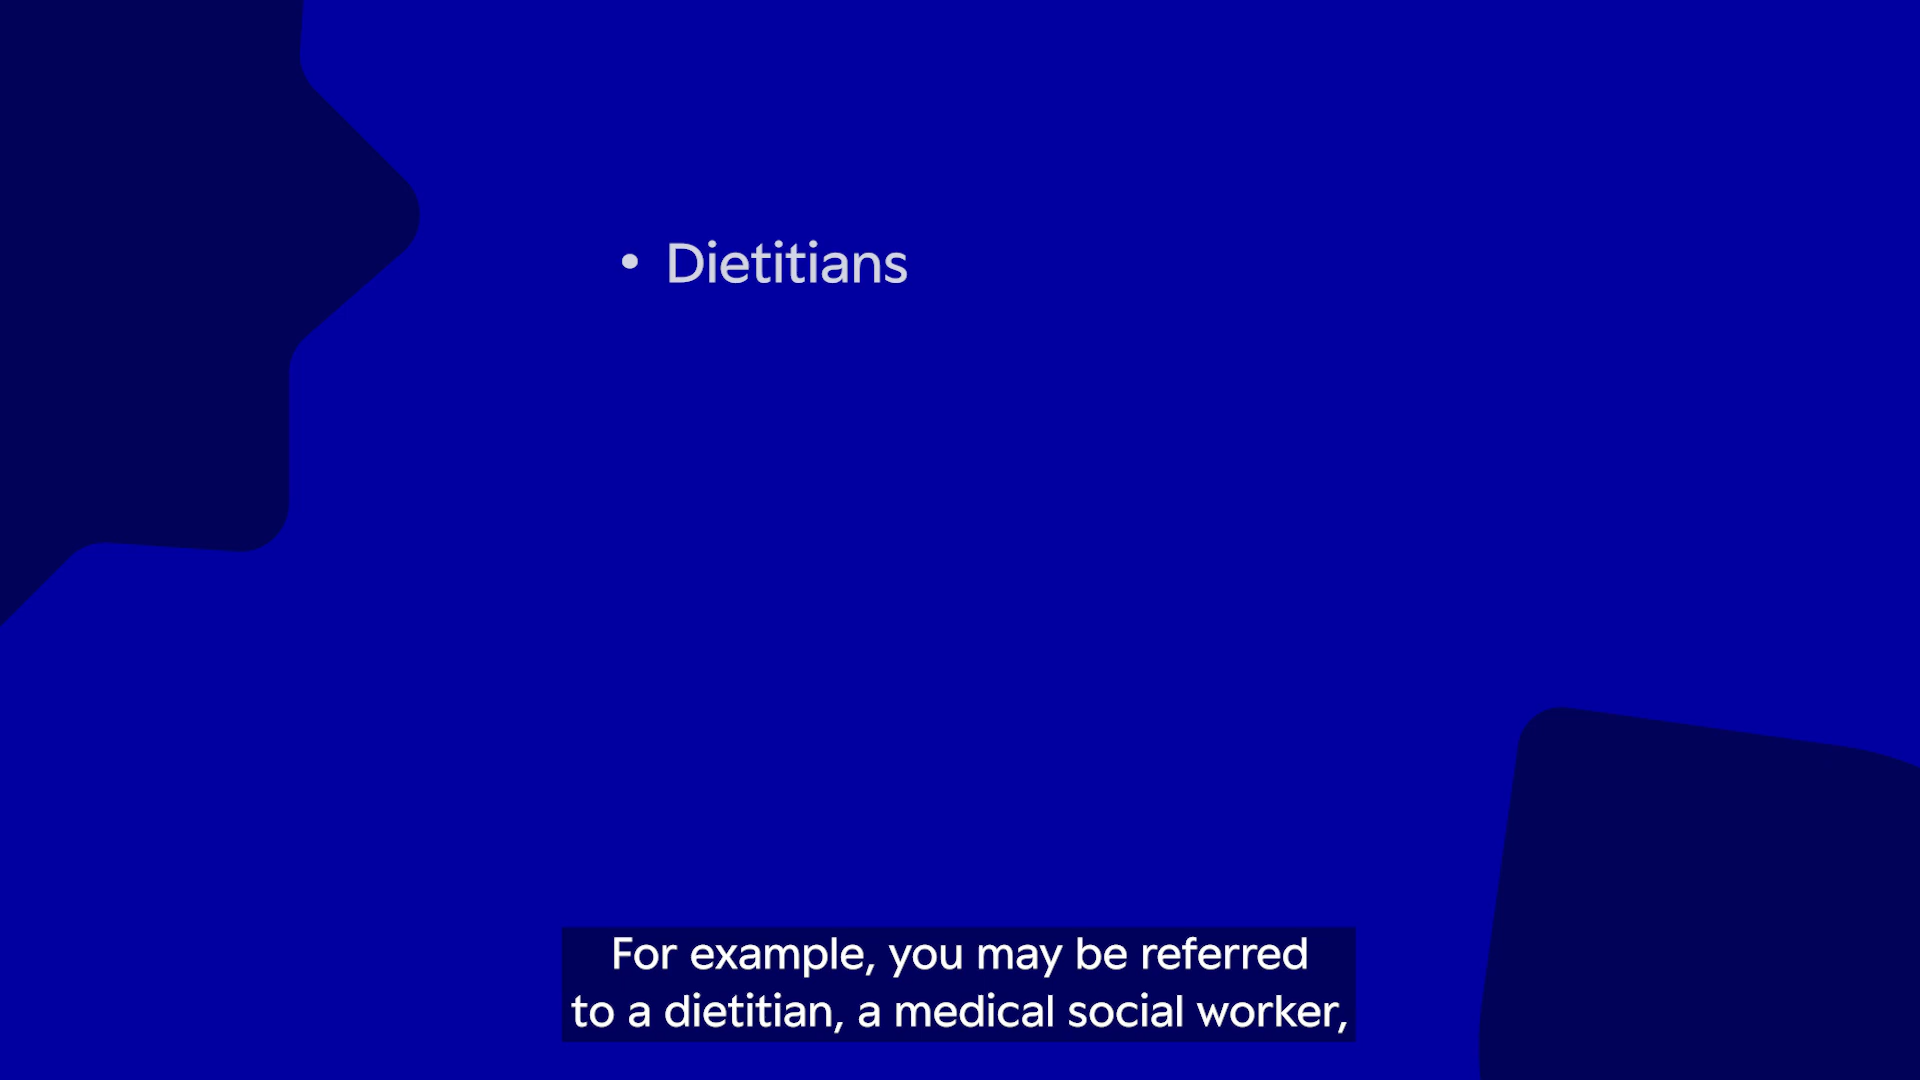 • Dietitians
For example, you may be referred
to a dietitian, a medical social worker,